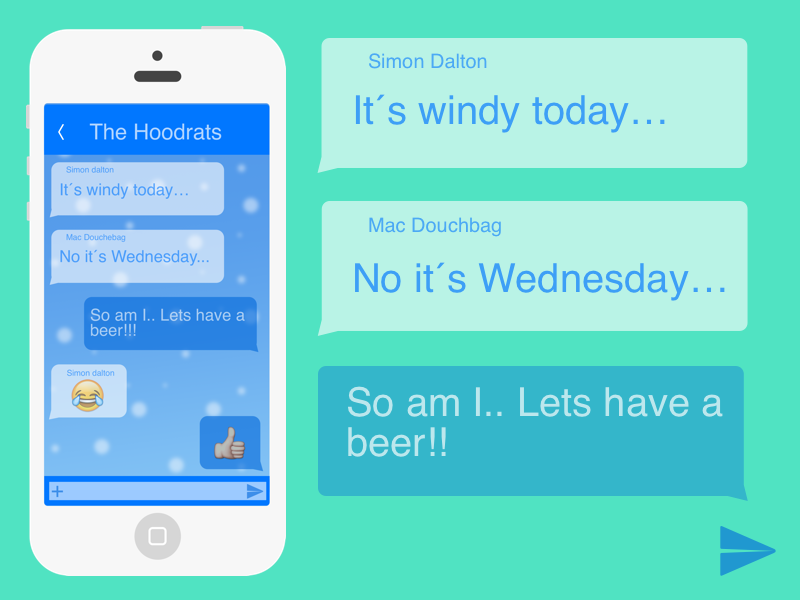 The Hoodrats
Simon dalton
It´s windy today…
Mac Douchebag
No it´s Wednesday...
So am I.. Lets have a
beer!!!
Simon dalton
Simon Dalton
It´s windy today…
Mac Douchbag
No it´s Wednesday…
So am I.. Lets have a
beer!!